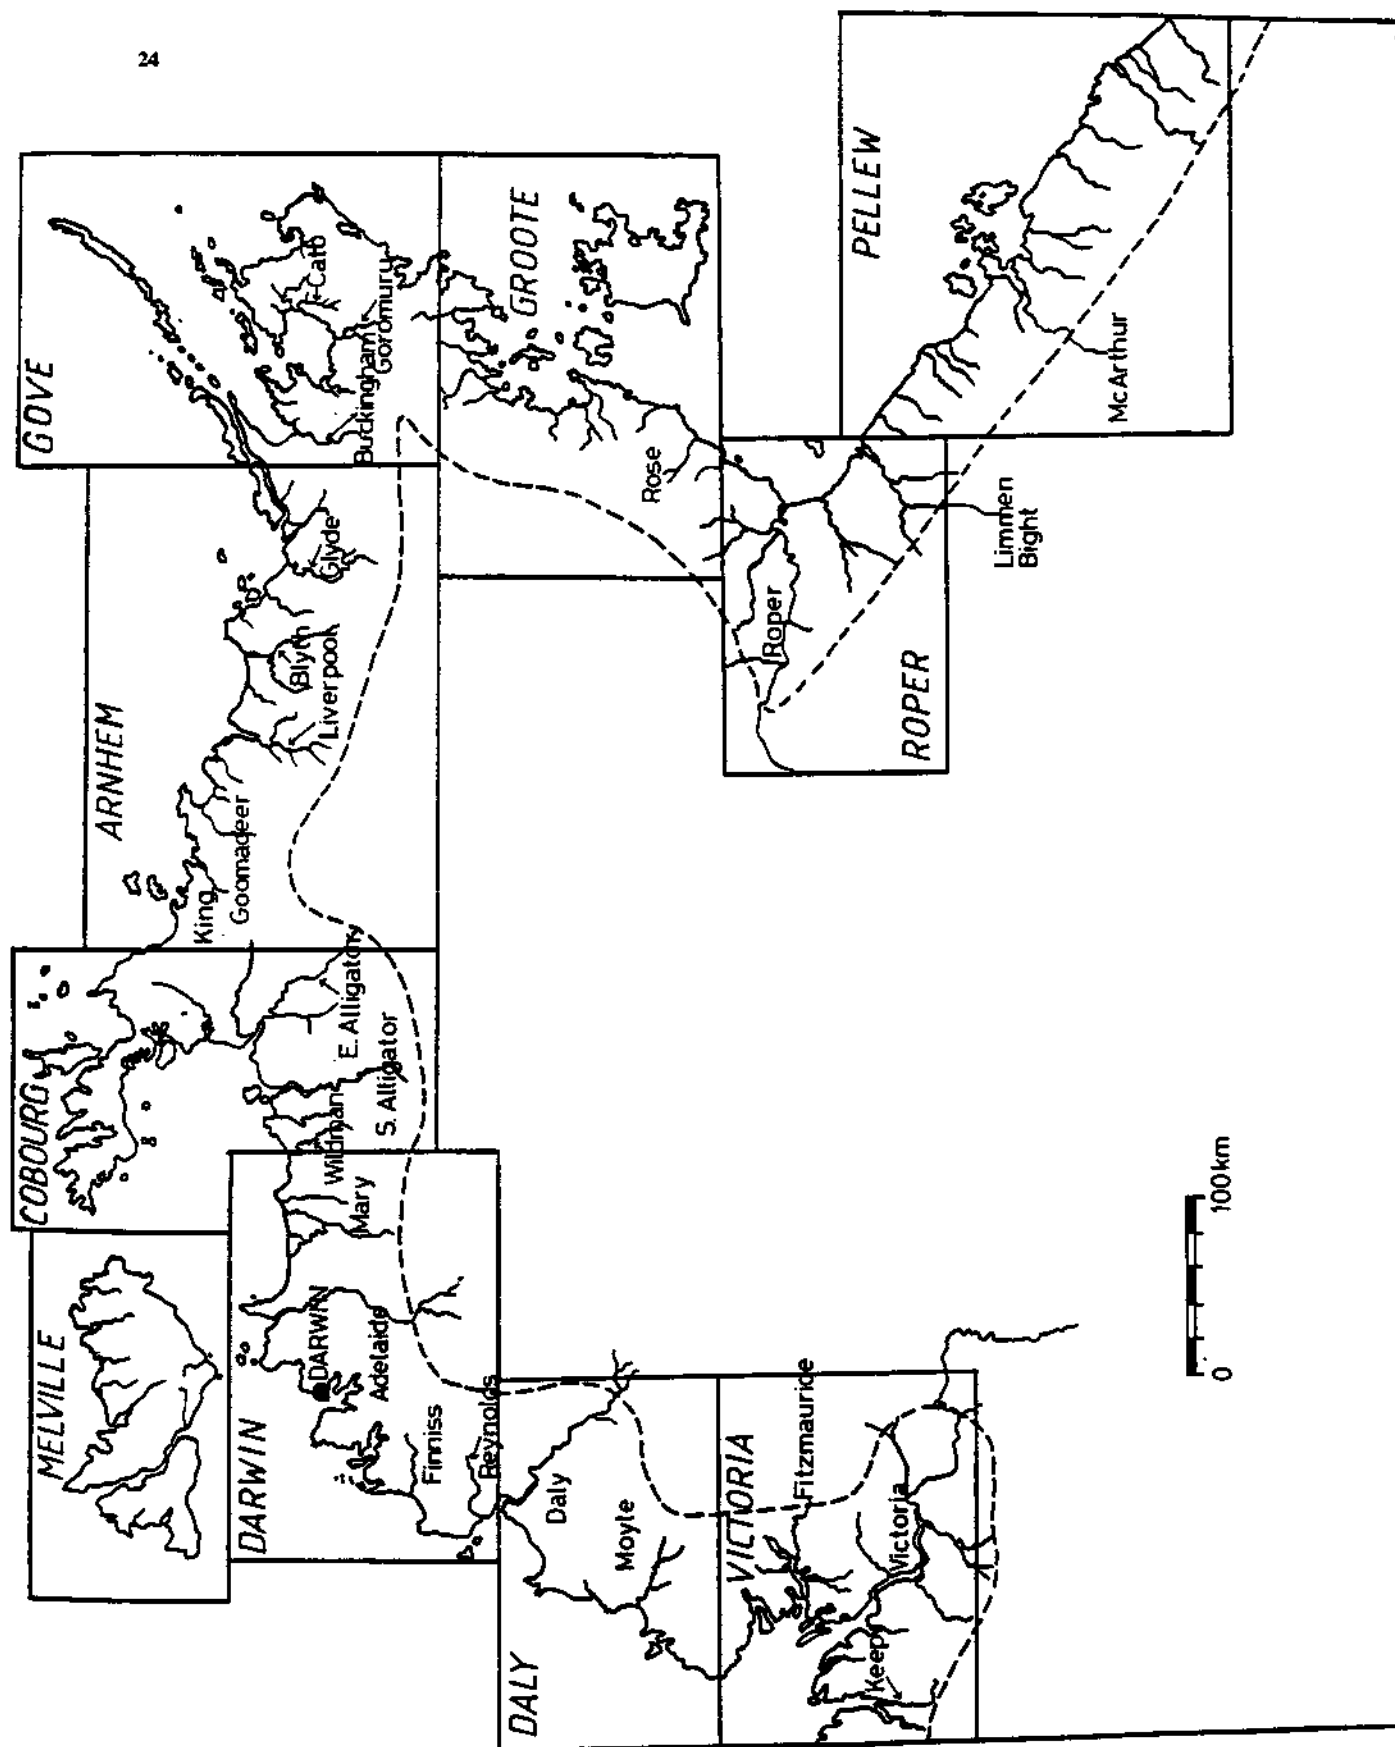 24
MELVILLE
COBOURG
ARNHEM
GOVE
DARWIN
DARWIN
Adelaide
Mary
Wildman
S. Alligator
E. Alligator
King
Goomadeer
Liverpool
Blyth
Glyde
Buckingham
Goromuru
Cato
Finniss
Reynolds
DALY
Daly
Moyle
VICTORIA
Fitzmaurice
Victoria
Keep
GROOTE
Rose
ROPER
Roper
Limmen
Bight
PELLEW
McArthur
0 100km